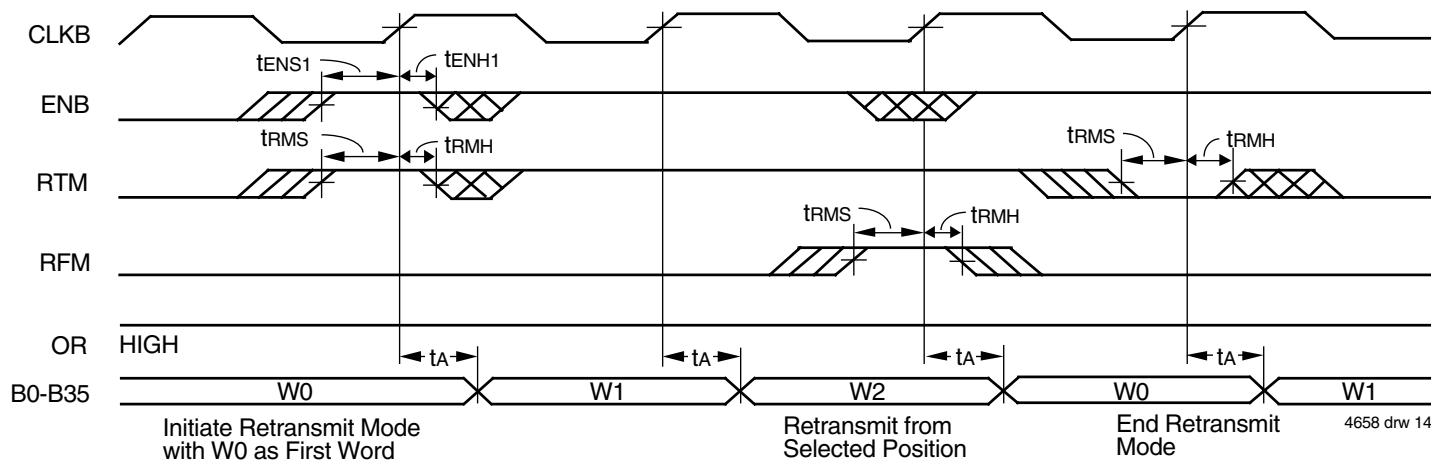 CLKB
tENS1
tENH1
ENB
tRMS
tRMH
tRMS
tRMH
RTM
tRMS
tRMH
RFM
OR
HIGH
tA
tA
tA
tA
B0-B35
W0
W1
W2
W0
W1
Initiate Retransmit Mode
with W0 as First Word
Retransmit from
Selected Position
End Retransmit
Mode
4658 drw 14